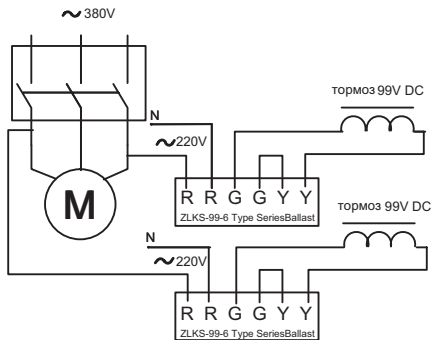 ~380V
тормоз 99V DC
N
~220V
M
R R G G Y Y
ZLKS-99-6 Type SeriesBallast
тормоз 99V DC
N
~220V
R R G G Y Y
ZLKS-99-6 Type SeriesBallast